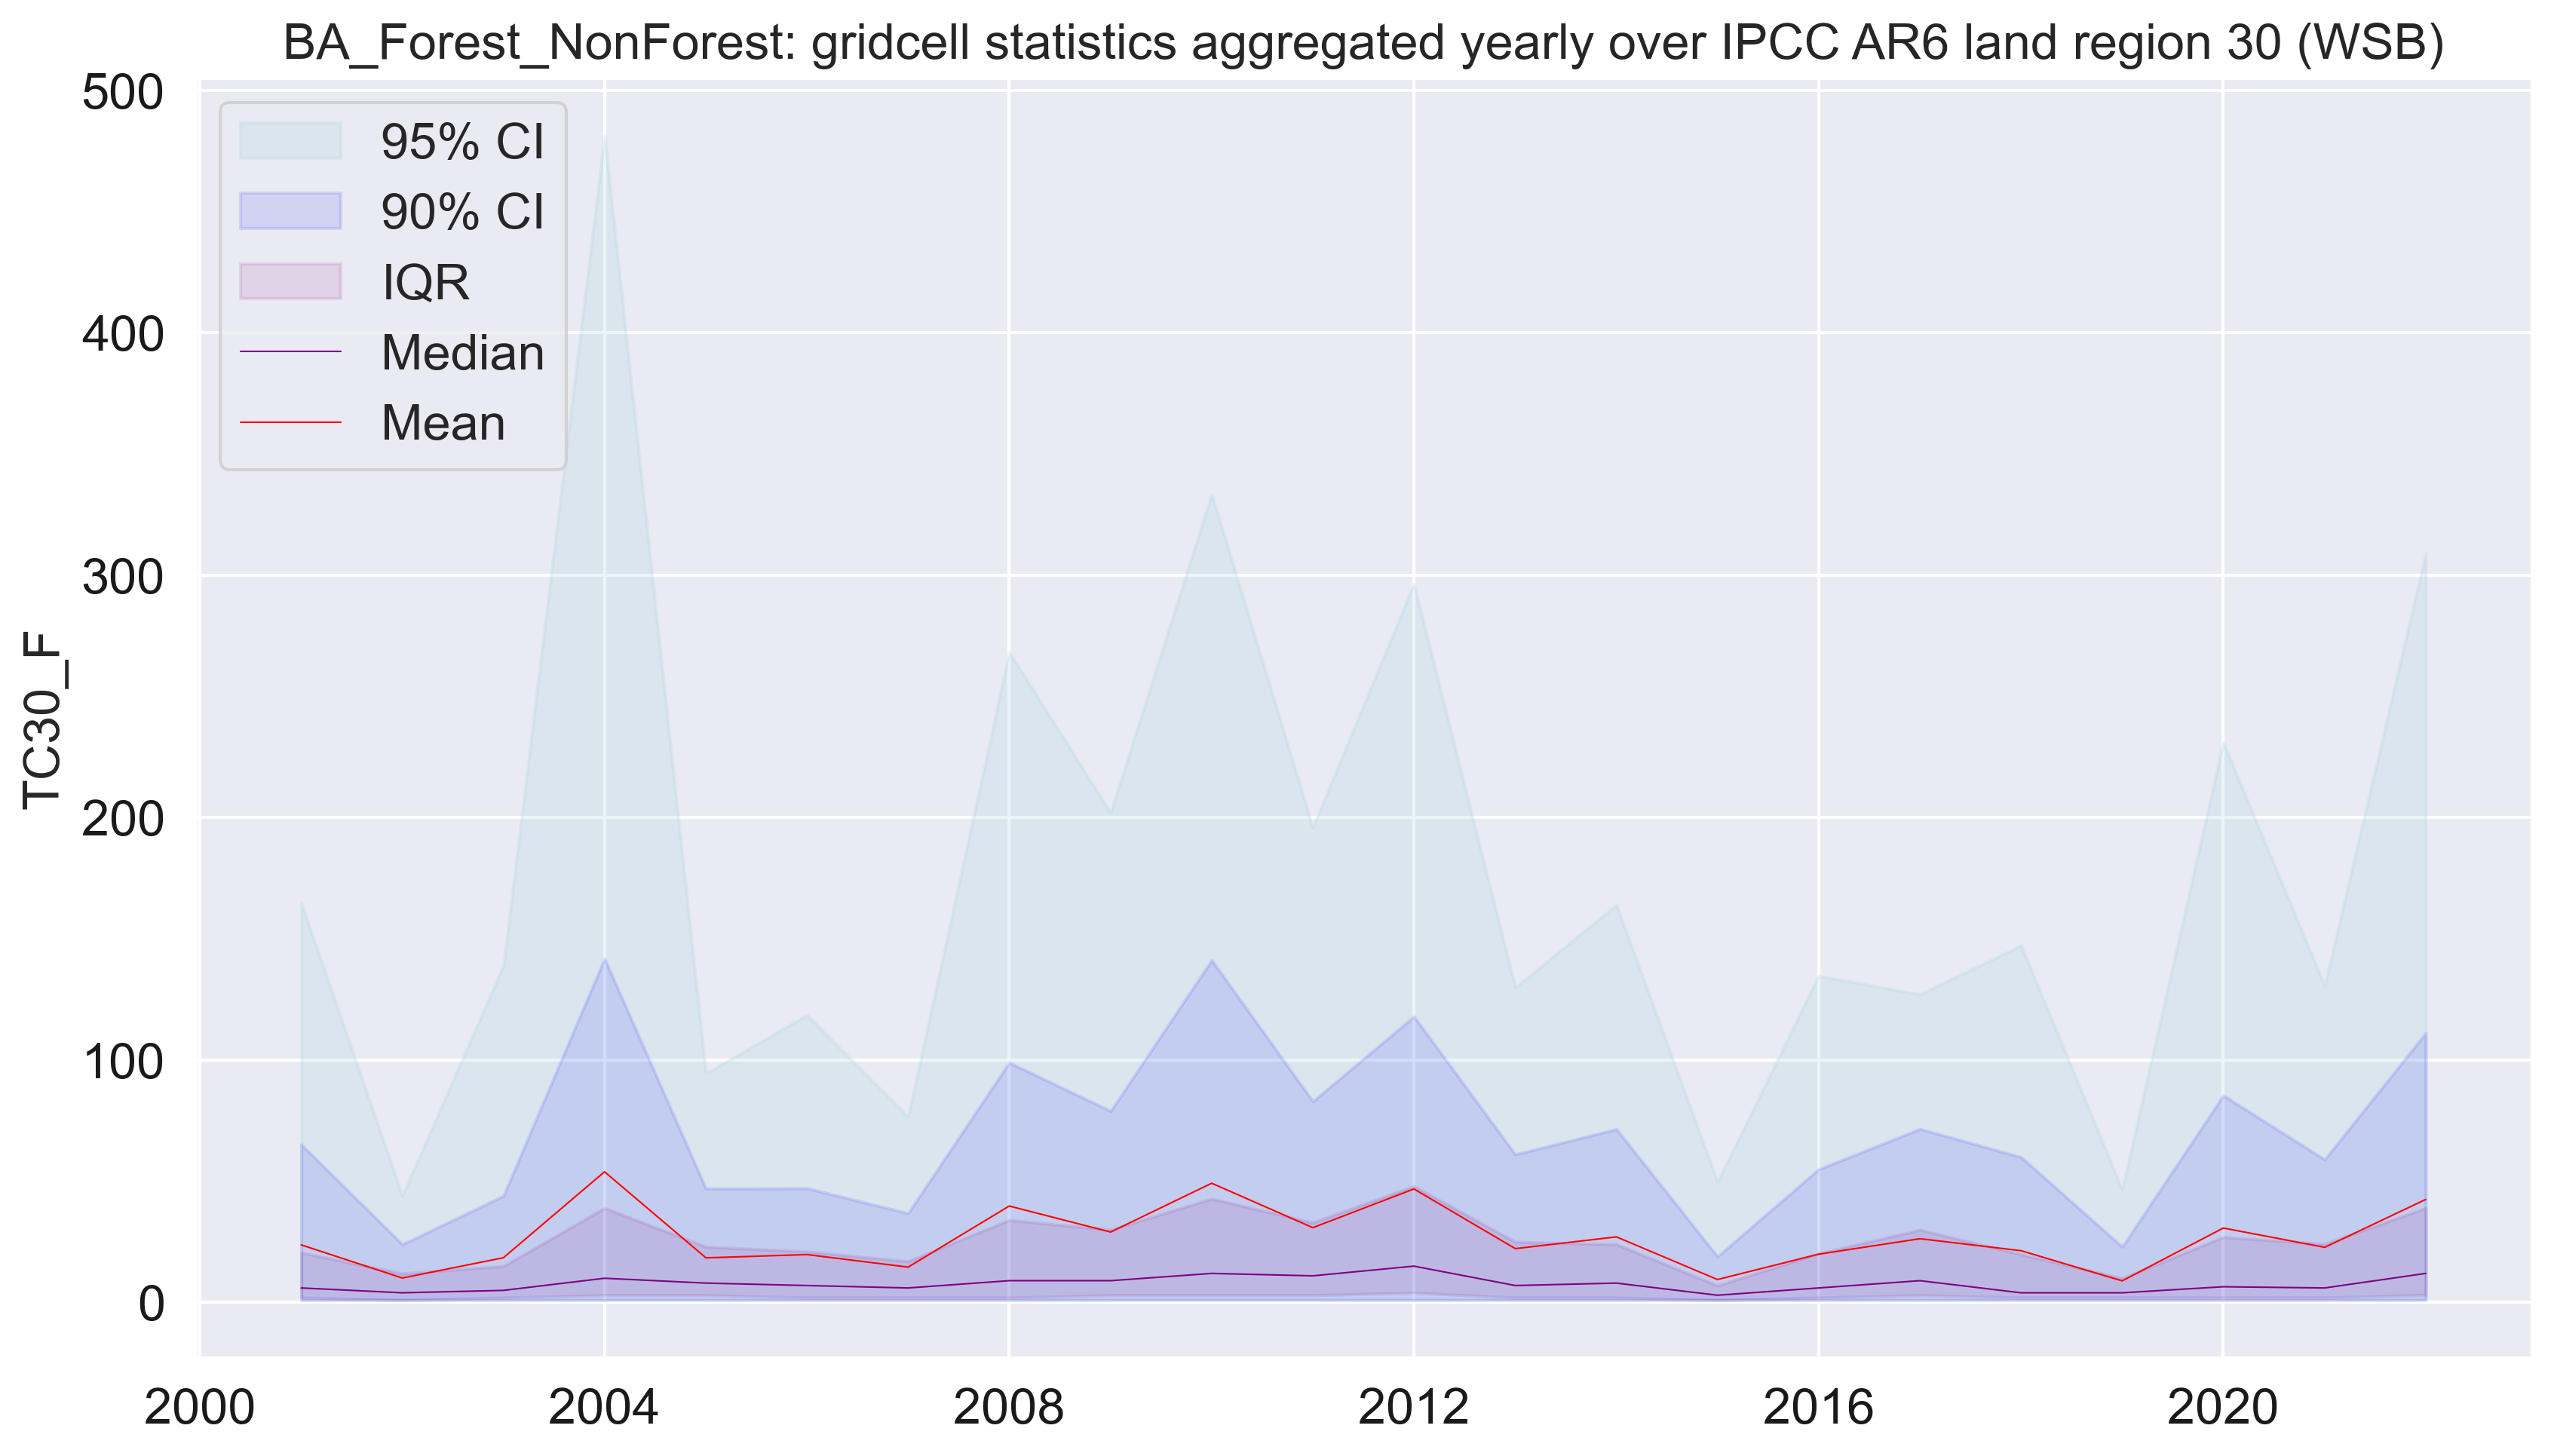 BA_Forest_NonForest: gridcell statistics aggregated yearly over IPCC AR6 land region 30 (WSB)
500
400
300
200
100
0
TC30_F
95% CI
90% CI
IQR
Median
Mean
2000 2004 2008 2012 2016 2020